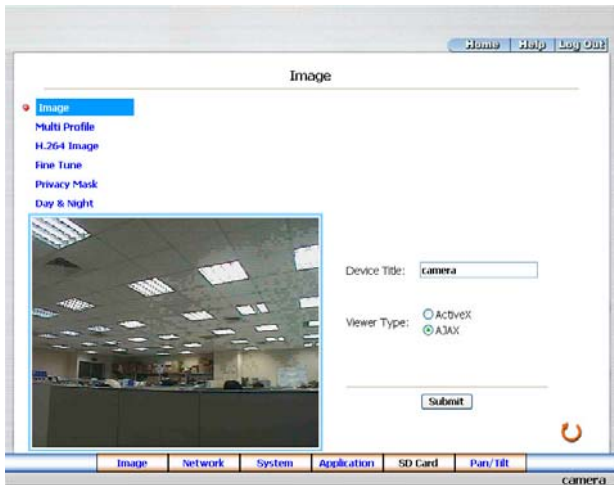 Home Help Log Out
Image
Image
Multi Profile
H.264 Image
Fine Tune
Privacy Mask
Day & Night
Device Title: camera
Viewer Type: ActiveX
AJAX
Submit
Image Network System Application SD Card Pan/Tilt
camera